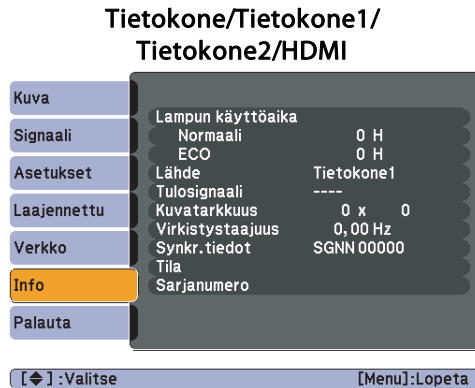 Tietokone/Tietokone1/
Tietokone2/HDMI
Kuva
Signaali
Asetukset
Laajennettu
Verkko
Info
Palauta
Lampun käyttöaika
Normaali 0 H
ECO 0 H
Lähde Tietokone1
Tulosignaali ----
Kuvatarkkuus 0 x 0
Virkistystaajuus 0, 00 Hz
Synkr.tiedot SGNN 00000
Tila
Sarjanumero
[◆] :Valitse [Menu]:Lopeta